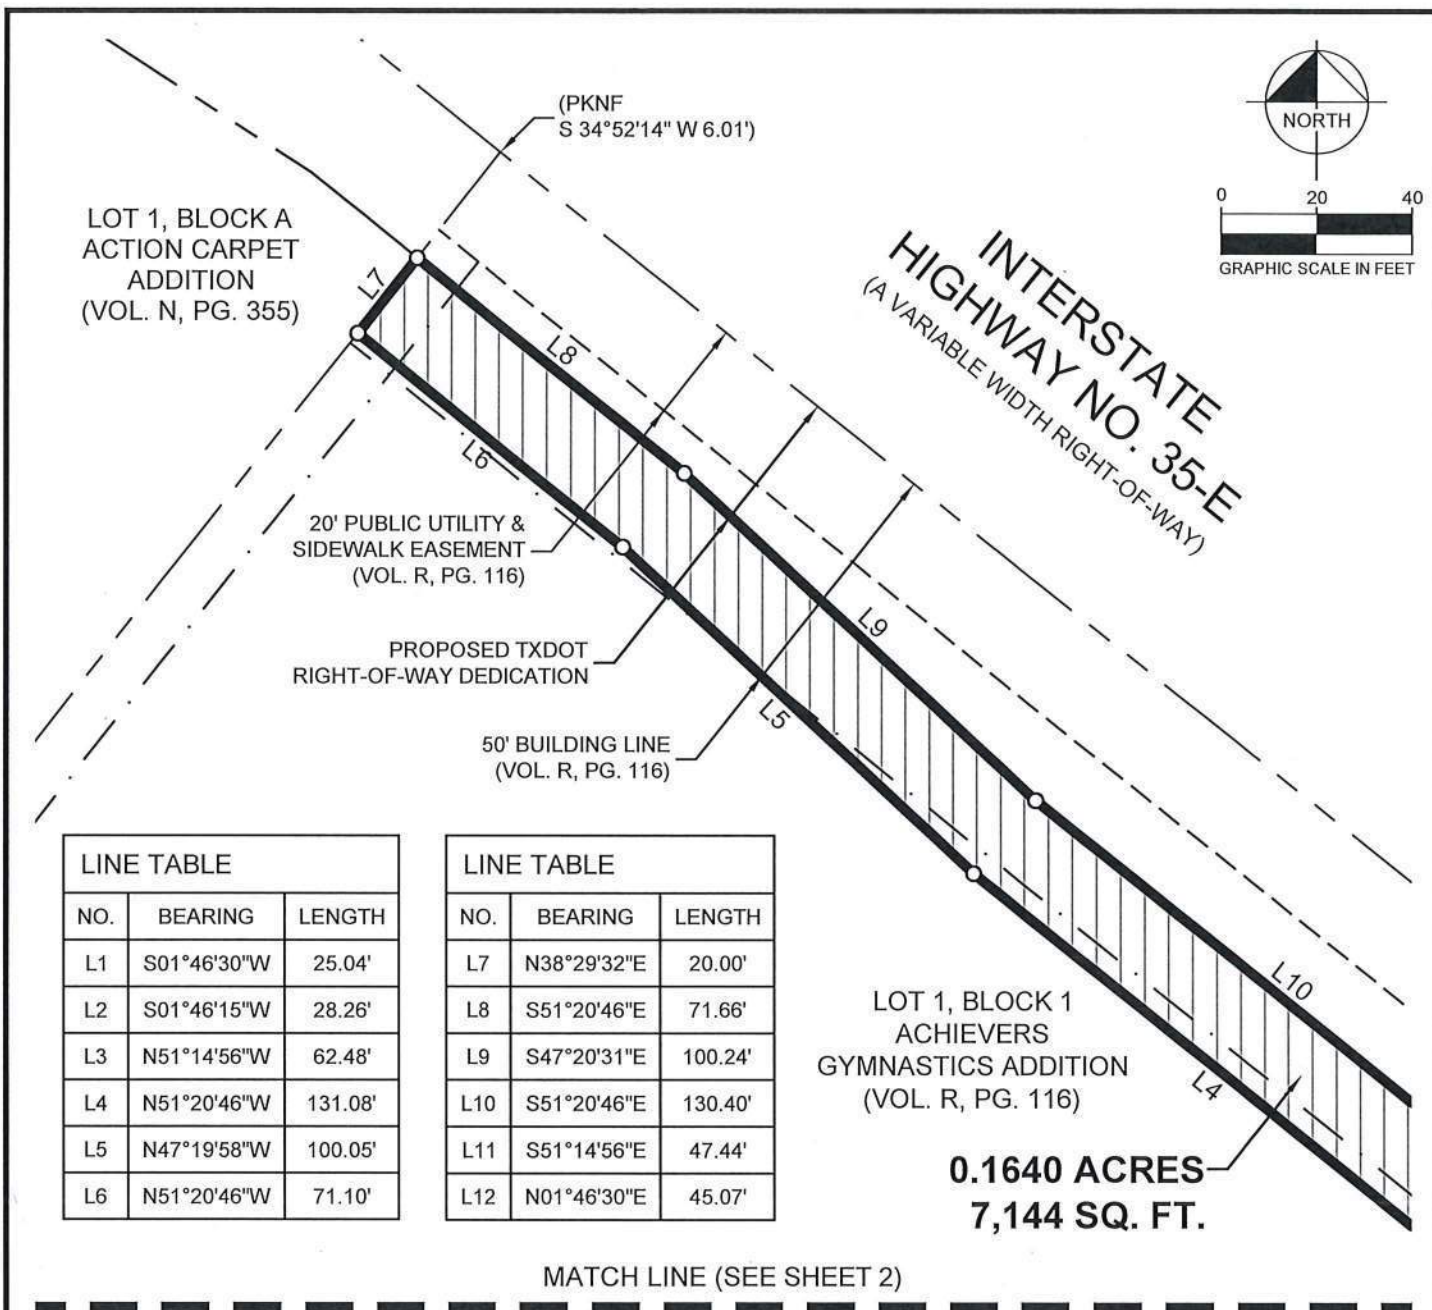 (PKNF
S 34°52'14" W 6.01')
NORTH
0 20 40
GRAPHIC SCALE IN FEET
LOT 1, BLOCK A
ACTION CARPET
ADDITION
(VOL. N, PG. 355)
INTERSTATE
HIGHWAY NO. 35-E
(A VARIABLE WIDTH RIGHT-OF-WAY)
L7
L8
L6
20' PUBLIC UTILITY &
SIDEWALK EASEMENT
(VOL. R, PG. 116)
L9
PROPOSED TXDOT
RIGHT-OF-WAY DEDICATION
L5
50' BUILDING LINE
(VOL. R, PG. 116)
LINE TABLE
NO. BEARING LENGTH
L1 S01°46'30"W 25.04'
L2 S01°46'15"W 28.26'
L3 N51°14'56"W 62.48'
L4 N51°20'46"W 131.08'
L5 N47°19'58"W 100.05'
L6 N51°20'46"W 71.10'
LINE TABLE
NO. BEARING LENGTH
L7 N38°29'32"E 20.00'
L8 S51°20'46"E 71.66'
L9 S47°20'31"E 100.24'
L10 S51°20'46"E 130.40'
L11 S51°14'56"E 47.44'
L12 N01°46'30"E 45.07'
L10
LOT 1, BLOCK 1
ACHIEVERS
GYMNASTICS ADDITION
(VOL. R, PG. 116)
L4
0.1640 ACRES
7,144 SQ. FT.
MATCH LINE (SEE SHEET 2)